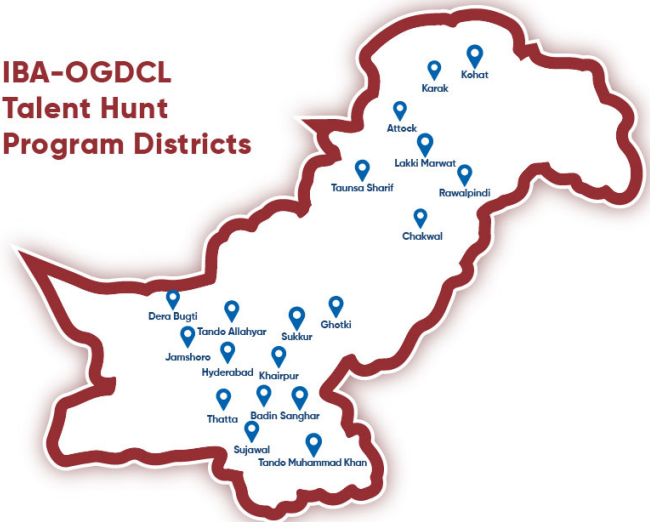 IBA-OGDCL
Talent Hunt
Program Districts
Kohat
Karak
Attock
Lakki Marwat
Taunsa Sharif
Rawalpindi
Chakwal
Dera Bugti
Tando Allahyar
Sukkur
Ghotki
Jamshoro
Hyderabad
Khairpur
Thatta
Badin
Sanghar
Sujawal
Tando Muhammad Khan